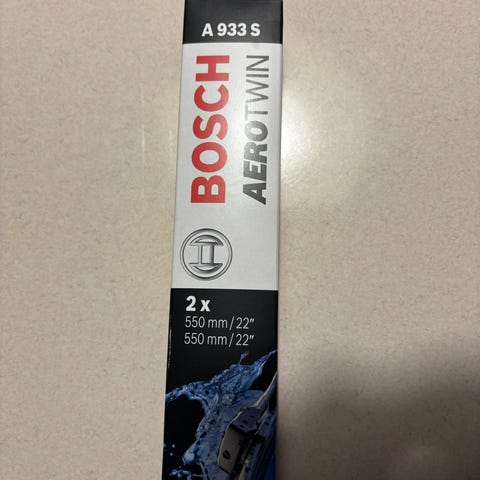 A 933 S
BOSCH
AEROTWIN
2 x
550 mm / 22"
550 mm / 22"